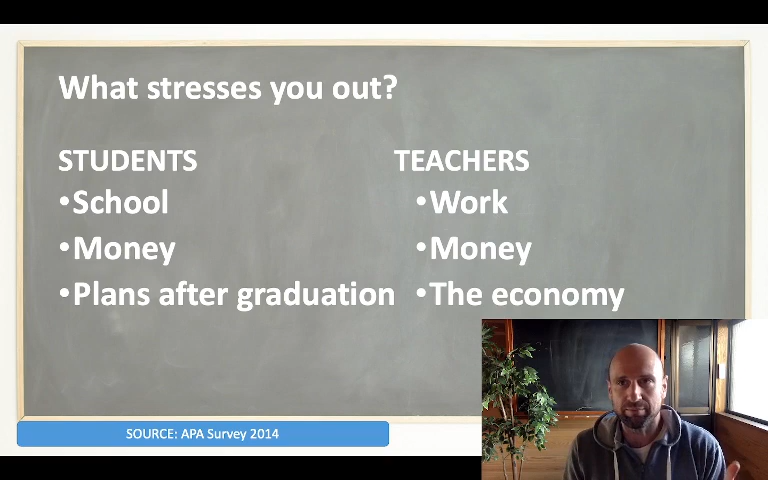 What stresses you out?
STUDENTS
•School
•Money
•Plans after graduation
TEACHERS
•Work
•Money
•The economy
SOURCE: APA Survey 2014